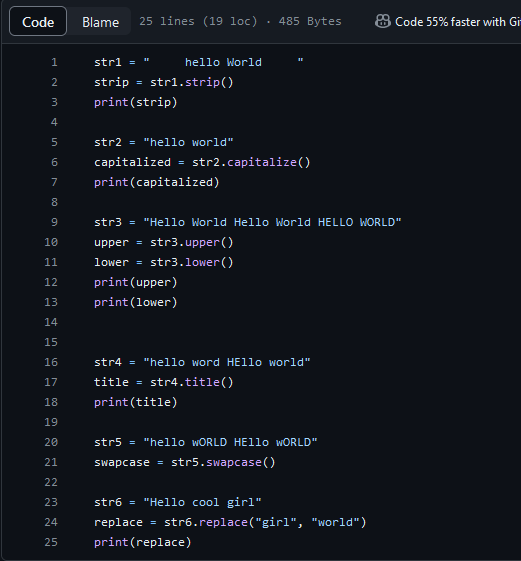 Code Blame 25 lines (19 loc) · 485 Bytes Code 55% faster with Gi
1 str1 = "     hello World     "
2 strip = str1.strip()
3 print(strip)
4
5 str2 = "hello world"
6 capitalized = str2.capitalize()
7 print(capitalized)
8
9 str3 = "Hello World Hello World HELLO WORLD"
10 upper = str3.upper()
11 lower = str3.lower()
12 print(upper)
13 print(lower)
14
15
16 str4 = "hello word HEllo world"
17 title = str4.title()
18 print(title)
19
20 str5 = "hello wORLD HEllo wORLD"
21 swapcase = str5.swapcase()
22
23 str6 = "Hello cool girl"
24 replace = str6.replace("girl", "world")
25 print(replace)